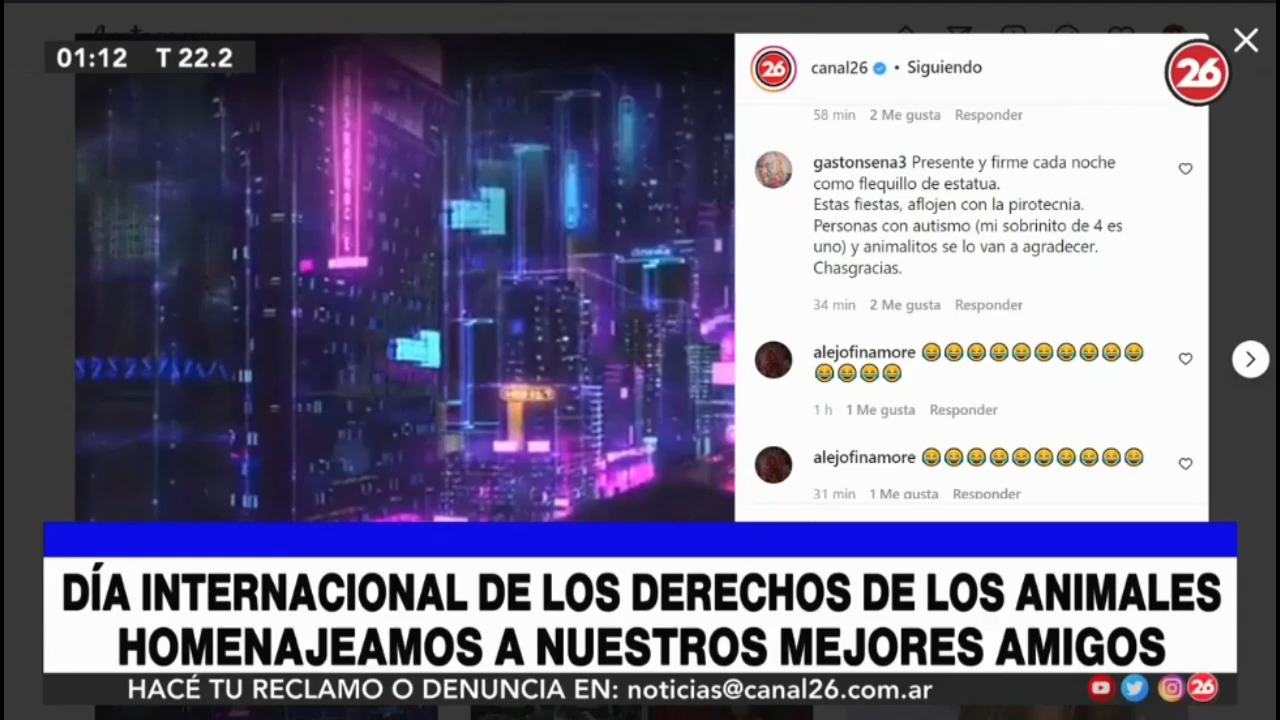 01:12 T 22.2
26
canal26 • Siguiendo
26
58 min 2 Me gusta Responder
gastonsena3 Presente y firme cada noche
como flequillo de estatua.
Estas fiestas, aflojen con la pirotecnia.
Personas con autismo (mi sobrinito de 4 es
uno) y animalitos se lo van a agradecer.
Chasgracias.
34 min 2 Me gusta Responder
alejofinamore 😂😂😂😂😂😂😂😂😂😂
😂😂😂😂
1 h 1 Me gusta Responder
alejofinamore 😂😂😂😂😂😂😂😂😂😂
31 min 1 Me gusta Responder
DÍA INTERNACIONAL DE LOS DERECHOS DE LOS ANIMALES
HOMENAJEAMOS A NUESTROS MEJORES AMIGOS
HACÉ TU RECLAMO O DENUNCIA EN: noticias@canal26.com.ar
26